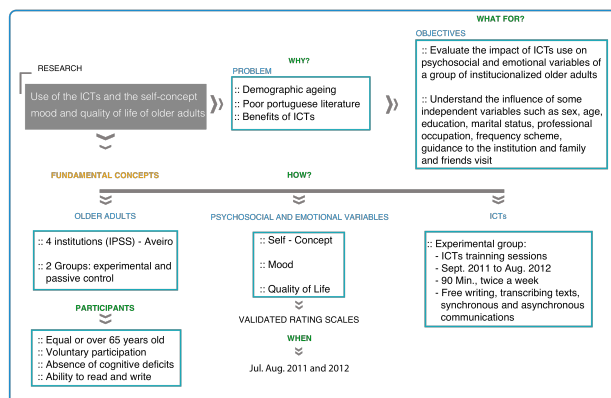 WHAT FOR?
OBJECTIVES
WHY?
RESEARCH
PROBLEM
Use of the ICTs and the self-concept
mood and quality of life of older adults
:: Demographic ageing
:: Poor portuguese literature
:: Benefits of ICTs
:: Evaluate the impact of ICTs use on
psychosocial and emotional variables of
a group of institucionalized older adults
:: Understand the influence of some
independent variables such as sex, age,
education, marital status, professional
occupation, frequency scheme,
guidance to the institution and family and
friends visit
FUNDAMENTAL CONCEPTS
HOW?
OLDER ADULTS
PSYCHOSOCIAL AND EMOTIONAL VARIABLES
ICTs
:: 4 institutions (IPSS) - Aveiro
:: 2 Groups: experimental and
passive control
:: Self - Concept
:: Mood
:: Quality of Life
:: Experimental group:
- ICTs trainning sessions
- Sept. 2011 to Aug. 2012
- 90 Min., twice a week
- Free writing, transcribing texts,
synchronous and asynchronous
communications
PARTICIPANTS
:: Equal or over 65 years old
:: Voluntary participation
:: Absence of cognitive deficits
:: Ability to read and write
VALIDATED RATING SCALES
WHEN
Jul. Aug. 2011 and 2012